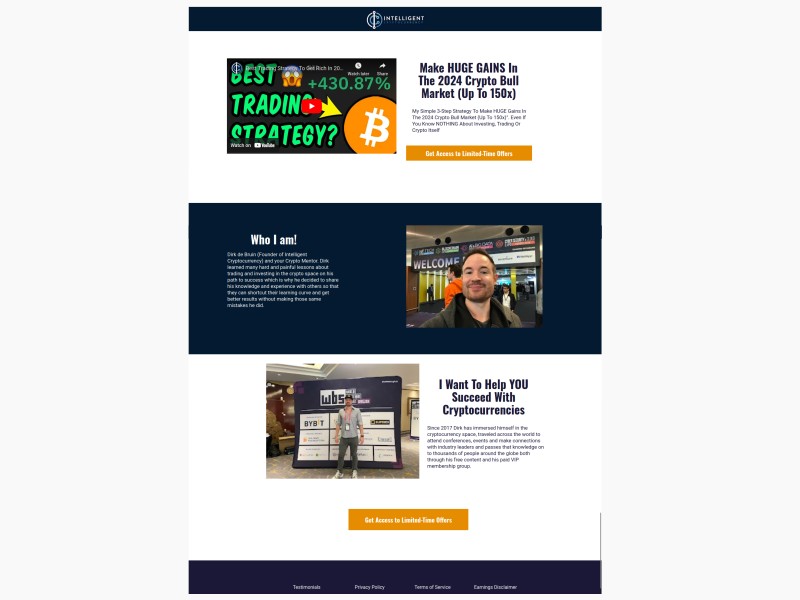 INTELLIGENT
Best Trading Strategy To Get Rich In 20...
Watch later
Share
BEST
+430.87%
TRADING
STRATEGY?
Watch on YouTube
Make HUGE GAINS In
The 2024 Crypto Bull
Market (Up To 150x)
My Simple 3-Step Strategy To Make HUGE Gains In
The 2024 Crypto Bull Market (Up To 150x)". Even If
You Know NOTHING About Investing, Trading Or
Crypto Itself
Get Access to Limited-Time Offers
Who I am!
Dirk de Bruin (Founder of Intelligent
Cryptocurrency) and your Crypto Mentor. Dirk
learned many hard and painful lessons about
trading and investing in the crypto space on his
path to success which is why he decided to share
his knowledge and experience with others so that
they can shortcut their learning curve and get
better results without making those same
mistakes he did.
WELCOME
wbs
BYBIT
I Want To Help YOU
Succeed With
Cryptocurrencies
Since 2017 Dirk has immersed himself in the
cryptocurrency space, traveled across the world to
attend conferences, events and make connections
with industry leaders and passes that knowledge on
to thousands of people around the globe both
through his free content and his paid VIP
membership group.
Get Access to Limited-Time Offers
Testimonials
Privacy Policy
Terms of Service
Earnings Disclaimer